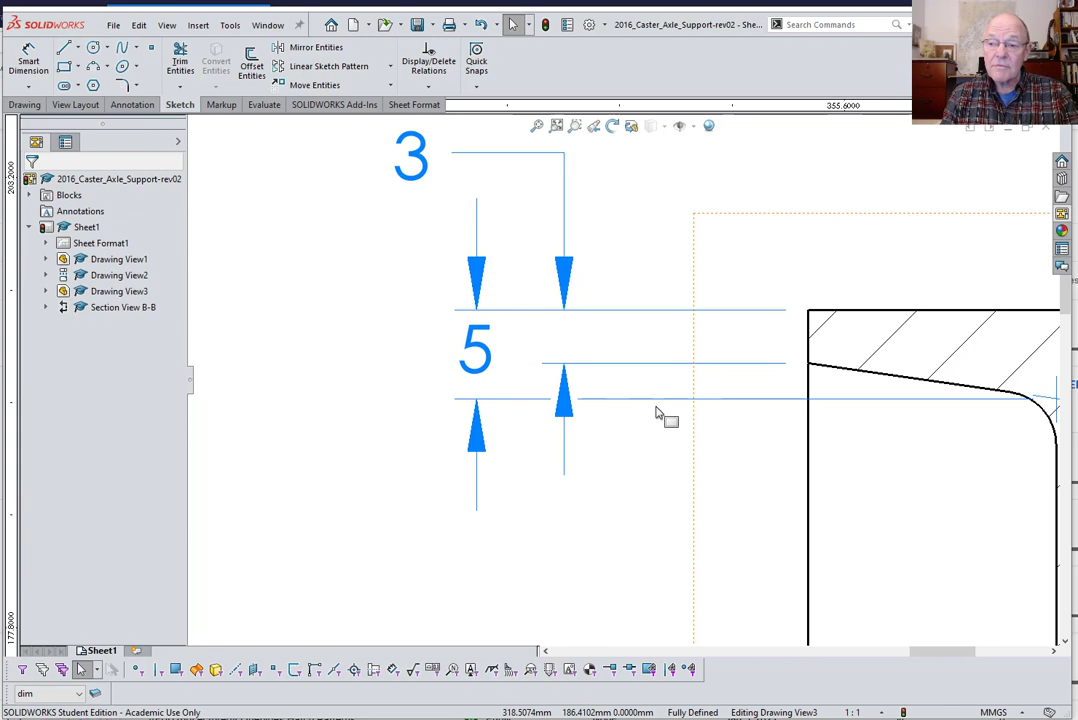 SOLIDWORKS File Edit View Insert Tools Window 2016_Caster_Axle_Support-rev02 - She... Search Commands
Smart Dimension
Trim Entities
Convert Entities
Offset Entities
Mirror Entities
Linear Sketch Pattern
Move Entities
Display/Delete Relations
Quick Snaps
Drawing View Layout Annotation Sketch Markup Evaluate SOLIDWORKS Add-Ins Sheet Format
355.6000
203.2000
177.8000
2016_Caster_Axle_Support-rev02
Blocks
Annotations
Sheet1
Sheet Format1
Drawing View1
Drawing View2
Drawing View3
Section View B-B
3
5
Sheet1
dim
SOLIDWORKS Student Edition - Academic Use Only 318.5074mm 186.4102mm 0.0000mm Fully Defined Editing Drawing View3 1 : 1 MMGS